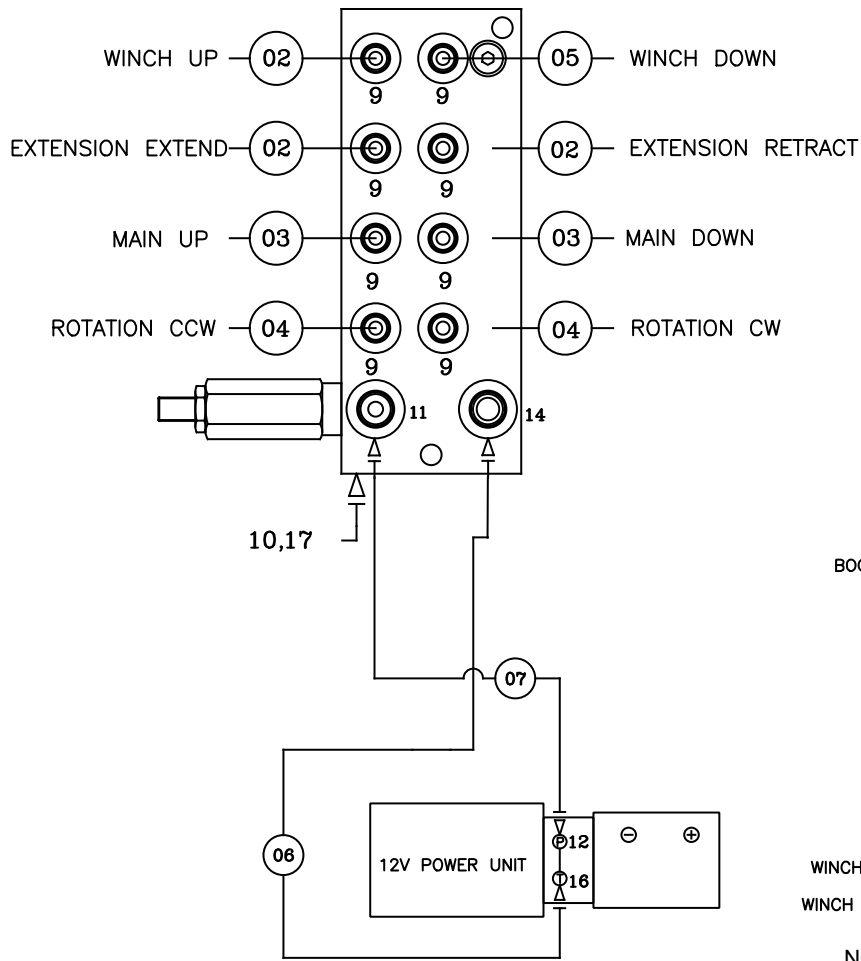 WINCH UP 02 05 WINCH DOWN
9 9
EXTENSION EXTEND 02 02 EXTENSION RETRACT
9 9
MAIN UP 03 03 MAIN DOWN
9 9
ROTATION CCW 04 04 ROTATION CW
9 9
11 14
10,17
BOO
07
P 12
12V POWER UNIT
T 16
06
WINCH
WINCH
N